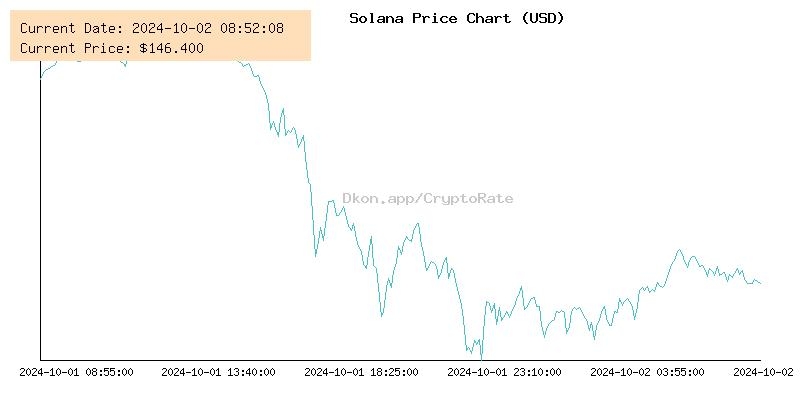 Solana Price Chart (USD)
Current Date: 2024-10-02 08:52:08
Current Price: $146.400
Dkon.app/CryptoRate
2024-10-01 08:55:00 2024-10-01 13:40:00 2024-10-01 18:25:00 2024-10-01 23:10:00 2024-10-02 03:55:00 2024-10-02